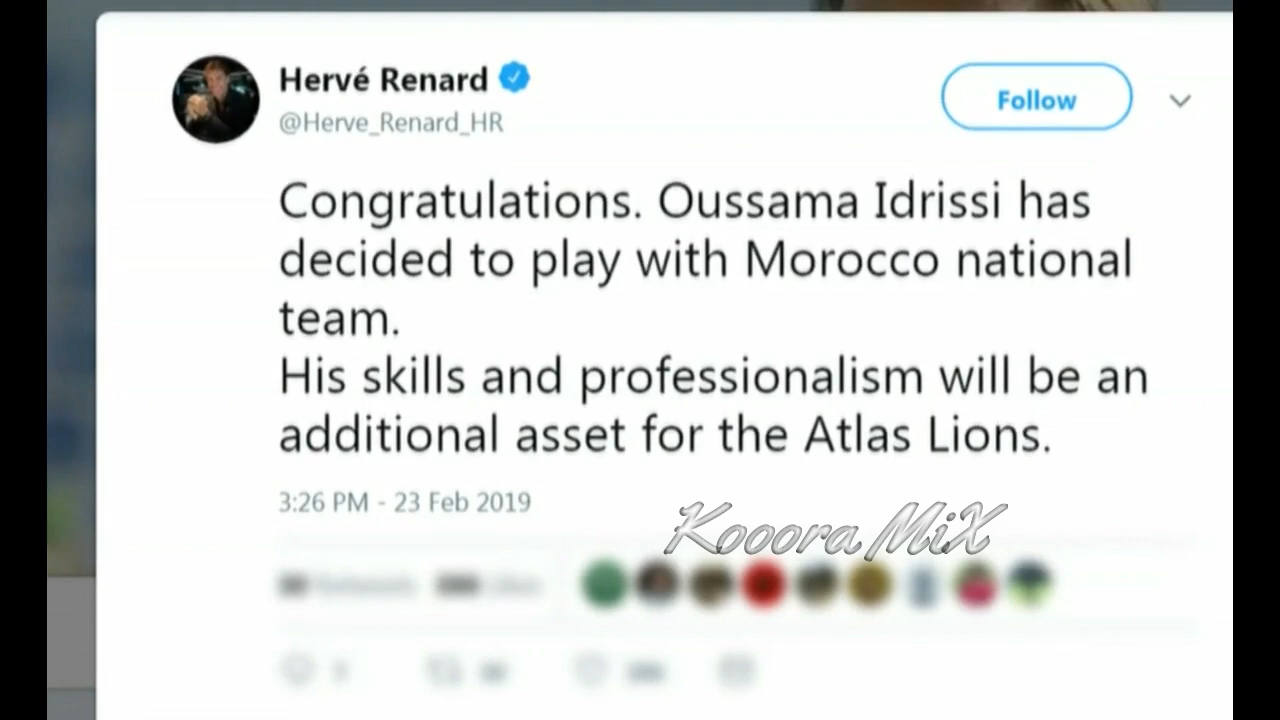 Hervé Renard
@Herve_Renard_HR
Follow
Congratulations. Oussama Idrissi has
decided to play with Morocco national
team.
His skills and professionalism will be an
additional asset for the Atlas Lions.
3:26 PM - 23 Feb 2019
Kooora MiX